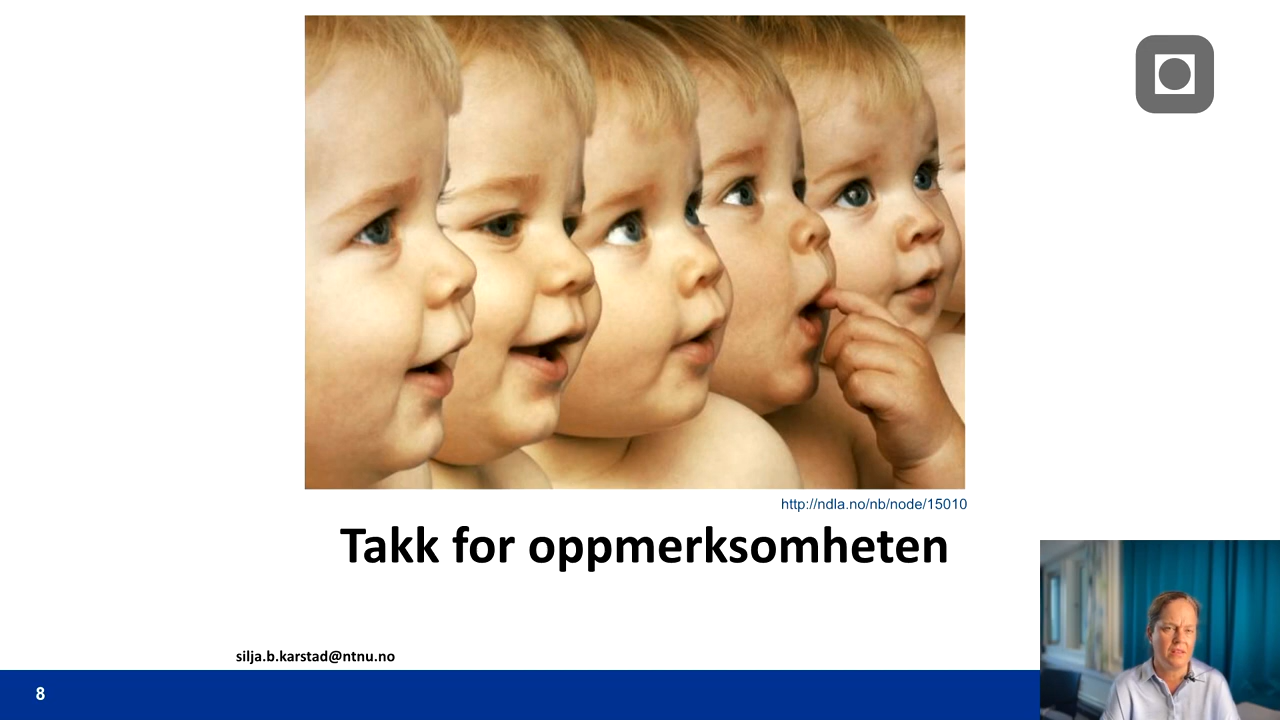 http://ndla.no/nb/node/15010
Takk for oppmerksomheten
silja.b.karstad@ntnu.no
8